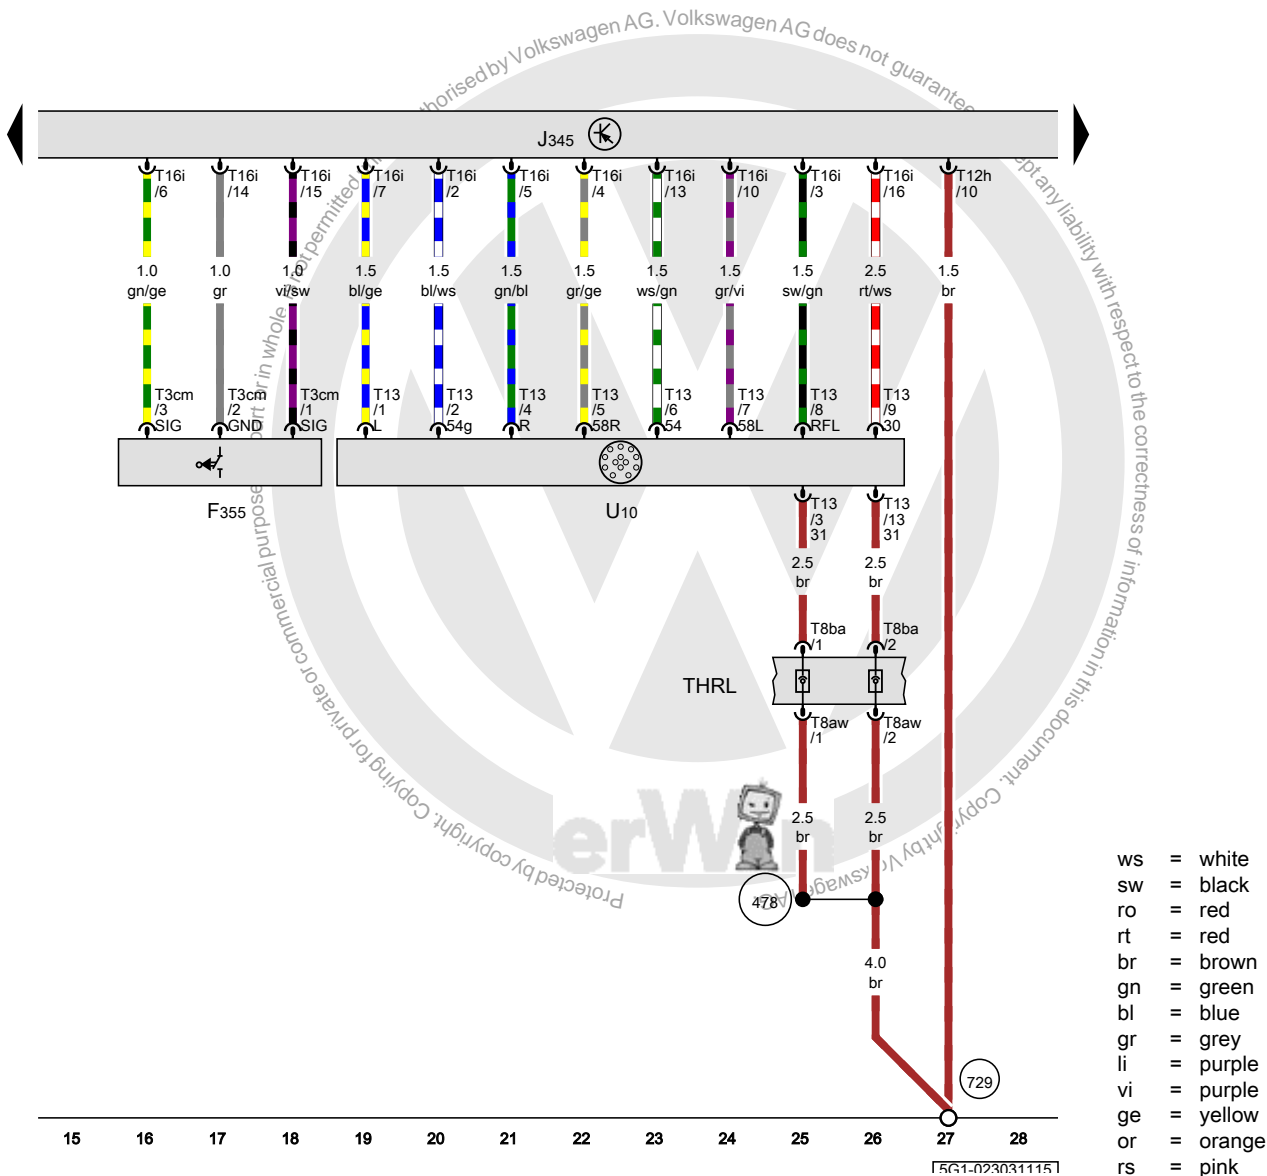 thorised by Volkswagen AG. Volkswagen AG does not guarantee
ept any liability with respect to the correctness of information in this document. Copyright by Volkswagen AG.
Protected by copyright. Copying for private or commercial purposes
part or in whole, is not permitted
J345
T16i /6
T16i /14
T16i /15
T16i /7
T16i /2
T16i /5
T16i /4
T16i /13
T16i /10
T16i /3
T16i /16
T12h /10
1.0 gn/ge
1.0 gr
1.0 vi/sw
1.5 bl/ge
1.5 bl/ws
1.5 gn/bl
1.5 gr/ge
1.5 ws/gn
1.5 gr/vi
1.5 sw/gn
2.5 rt/ws
1.5 br
T3cm /3 SIG
T3cm /2 GND
T3cm /1 SIG
T13 /1 L
T13 /2 54g
T13 /4 R
T13 /5 58R
T13 /6 54
T13 /7 58L
T13 /8 RFL
T13 /9 30
F355
U10
T13 /3 31
T13 /13 31
2.5 br
2.5 br
T8ba /1
T8ba /2
THRL
T8aw /1
T8aw /2
erWin
2.5 br
2.5 br
478
4.0 br
729
15 16 17 18 19 20 21 22 23 24 25 26 27 28
5G1-023031115
ws = white
sw = black
ro = red
rt = red
br = brown
gn = green
bl = blue
gr = grey
li = purple
vi = purple
ge = yellow
or = orange
rs = pink